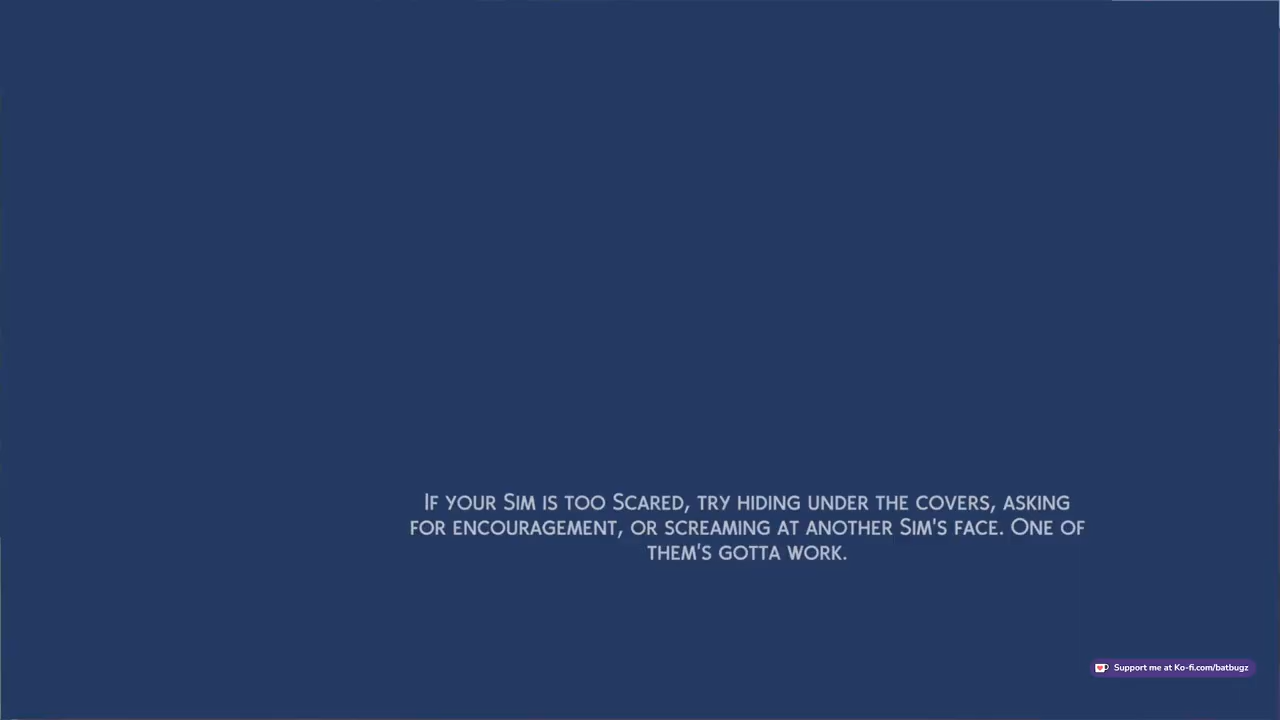 If your Sim is too Scared, try hiding under the covers, asking
for encouragement, or screaming at another Sim's face. One of
them's gotta work.
Support me at Ko-fi.com/batbugz